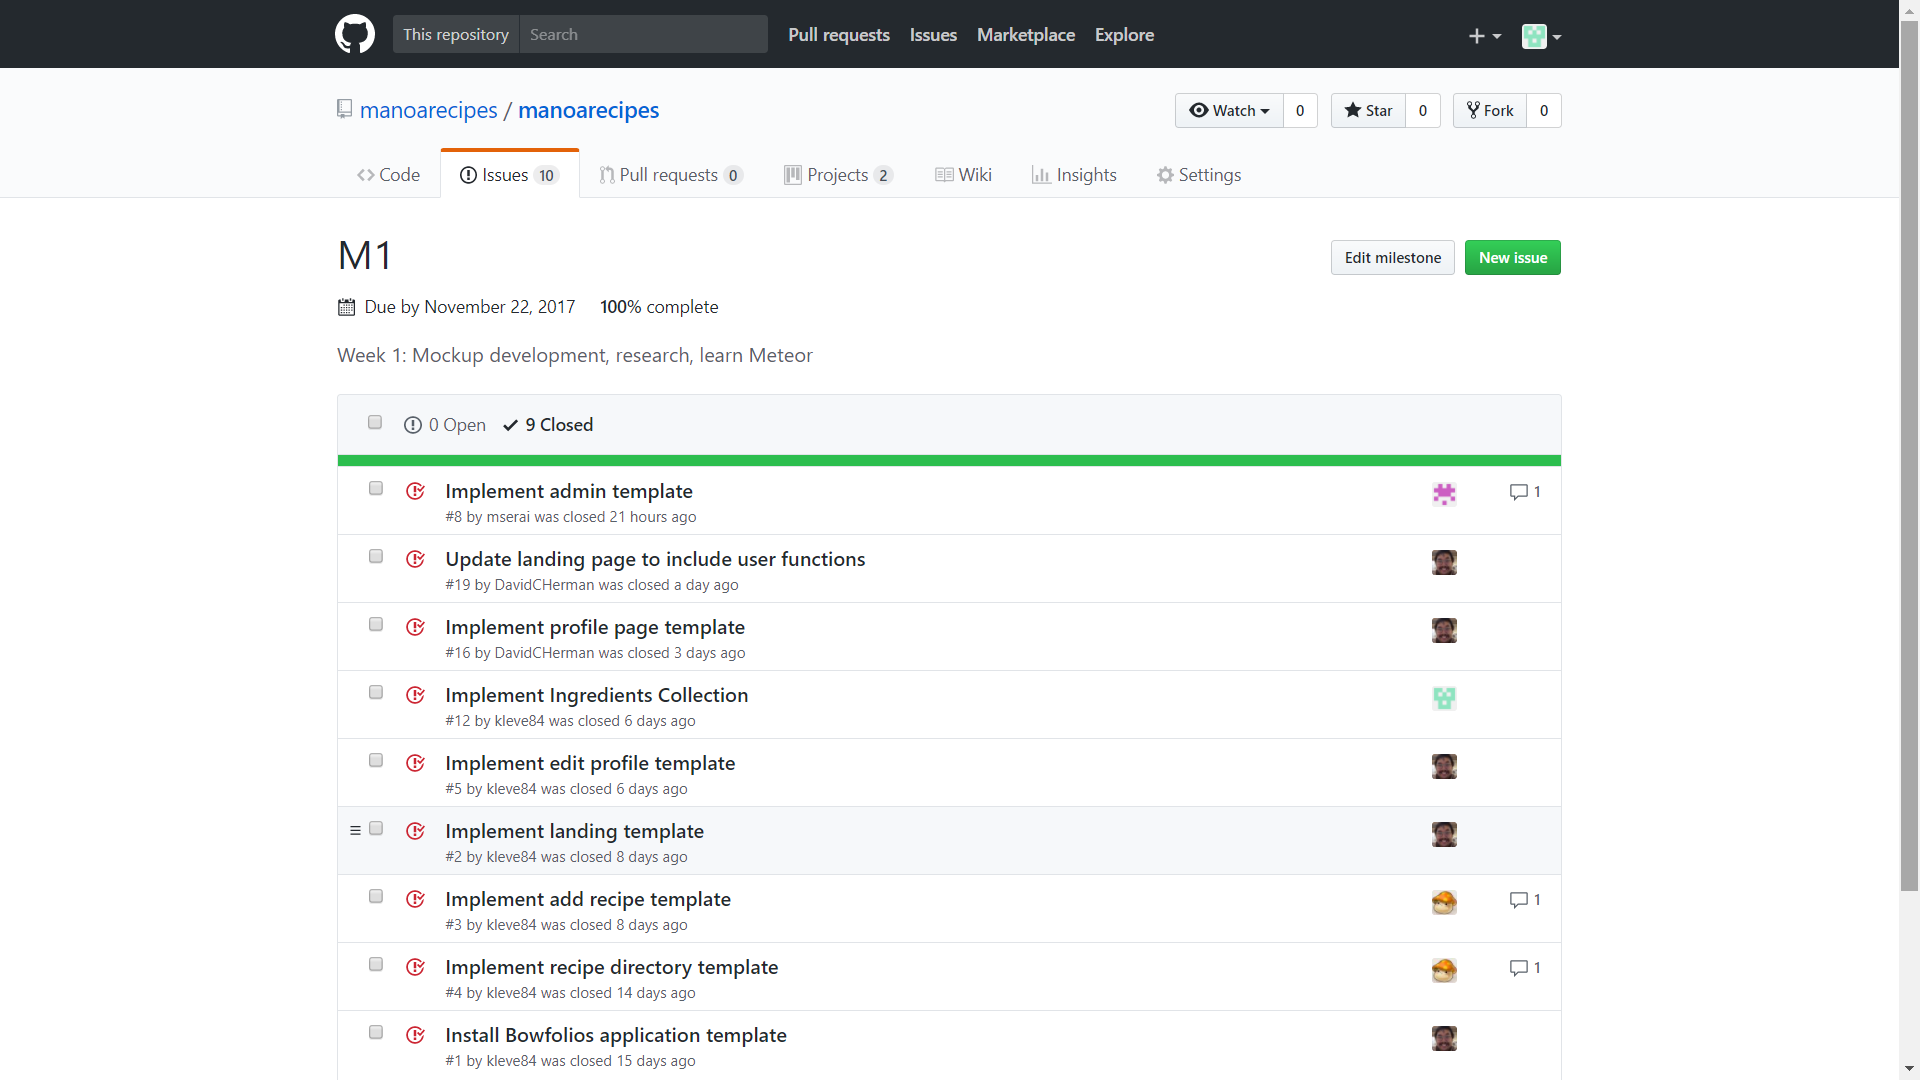 This repository Search Pull requests Issues Marketplace Explore
manoarecipes / manoarecipes Watch 0 Star 0 Fork 0
Code Issues 10 Pull requests 0 Projects 2 Wiki Insights Settings
M1 Edit milestone New issue
Due by November 22, 2017 100% complete
Week 1: Mockup development, research, learn Meteor
0 Open 9 Closed
Implement admin template 1
#8 by mserai was closed 21 hours ago
Update landing page to include user functions
#19 by DavidCHerman was closed a day ago
Implement profile page template
#16 by DavidCHerman was closed 3 days ago
Implement Ingredients Collection
#12 by kleve84 was closed 6 days ago
Implement edit profile template
#5 by kleve84 was closed 6 days ago
Implement landing template
#2 by kleve84 was closed 8 days ago
Implement add recipe template 1
#3 by kleve84 was closed 8 days ago
Implement recipe directory template 1
#4 by kleve84 was closed 14 days ago
Install Bowfolios application template
#1 by kleve84 was closed 15 days ago